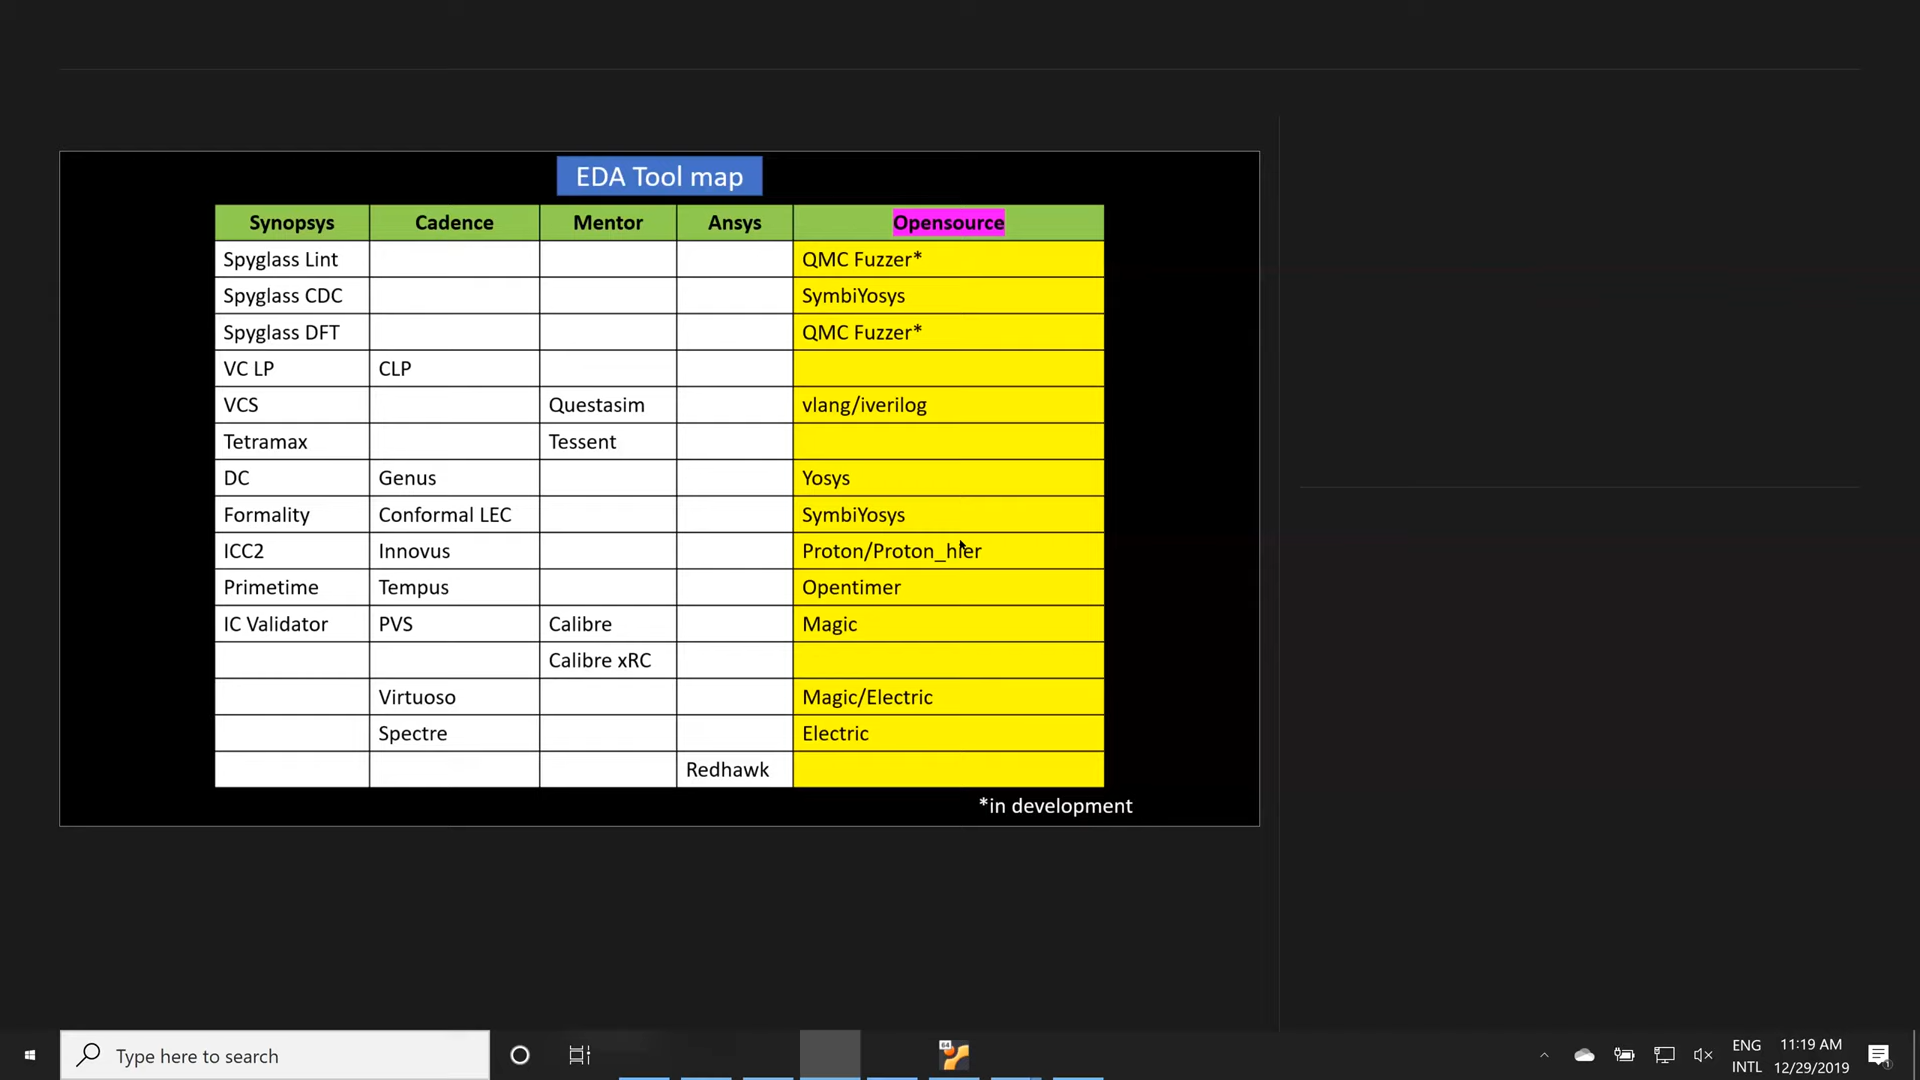 EDA Tool map
Synopsys Cadence Mentor Ansys Opensource
Spyglass Lint QMC Fuzzer*
Spyglass CDC SymbiYosys
Spyglass DFT QMC Fuzzer*
VC LP CLP
VCS Questasim vlang/iverilog
Tetramax Tessent
DC Genus Yosys
Formality Conformal LEC SymbiYosys
ICC2 Innovus Proton/Proton_hier
Primetime Tempus Opentimer
IC Validator PVS Calibre Magic
Calibre xRC
Virtuoso Magic/Electric
Spectre Electric
Redhawk
*in development
Type here to search
64
ENG
INTL
11:19 AM
12/29/2019
1